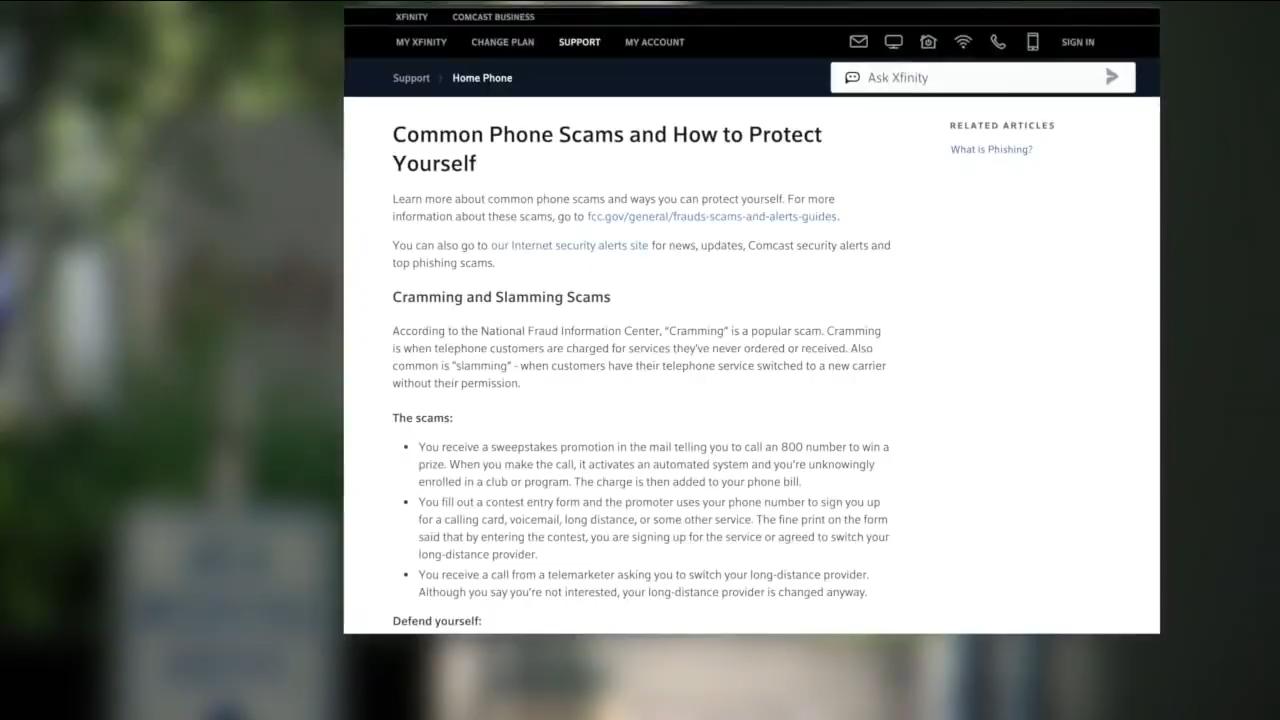 XFINITY COMCAST BUSINESS
MY XFINITY CHANGE PLAN SUPPORT MY ACCOUNT SIGN IN
Support Home Phone Ask Xfinity
Common Phone Scams and How to Protect
Yourself
RELATED ARTICLES
What is Phishing?
Learn more about common phone scams and ways you can protect yourself. For more
information about these scams, go to fcc.gov/general/frauds-scams-and-alerts-guides.
You can also go to our Internet security alerts site for news, updates, Comcast security alerts and
top phishing scams.
Cramming and Slamming Scams
According to the National Fraud Information Center, “Cramming” is a popular scam. Cramming
is when telephone customers are charged for services they've never ordered or received. Also
common is "slamming" - when customers have their telephone service switched to a new carrier
without their permission.
The scams:
• You receive a sweepstakes promotion in the mail telling you to call an 800 number to win a
prize. When you make the call, it activates an automated system and you're unknowingly
enrolled in a club or program. The charge is then added to your phone bill.
• You fill out a contest entry form and the promoter uses your phone number to sign you up
for a calling card, voicemail, long distance, or some other service. The fine print on the form
said that by entering the contest, you are signing up for the service or agreed to switch your
long-distance provider.
• You receive a call from a telemarketer asking you to switch your long-distance provider.
Although you say you're not interested, your long-distance provider is changed anyway.
Defend yourself: